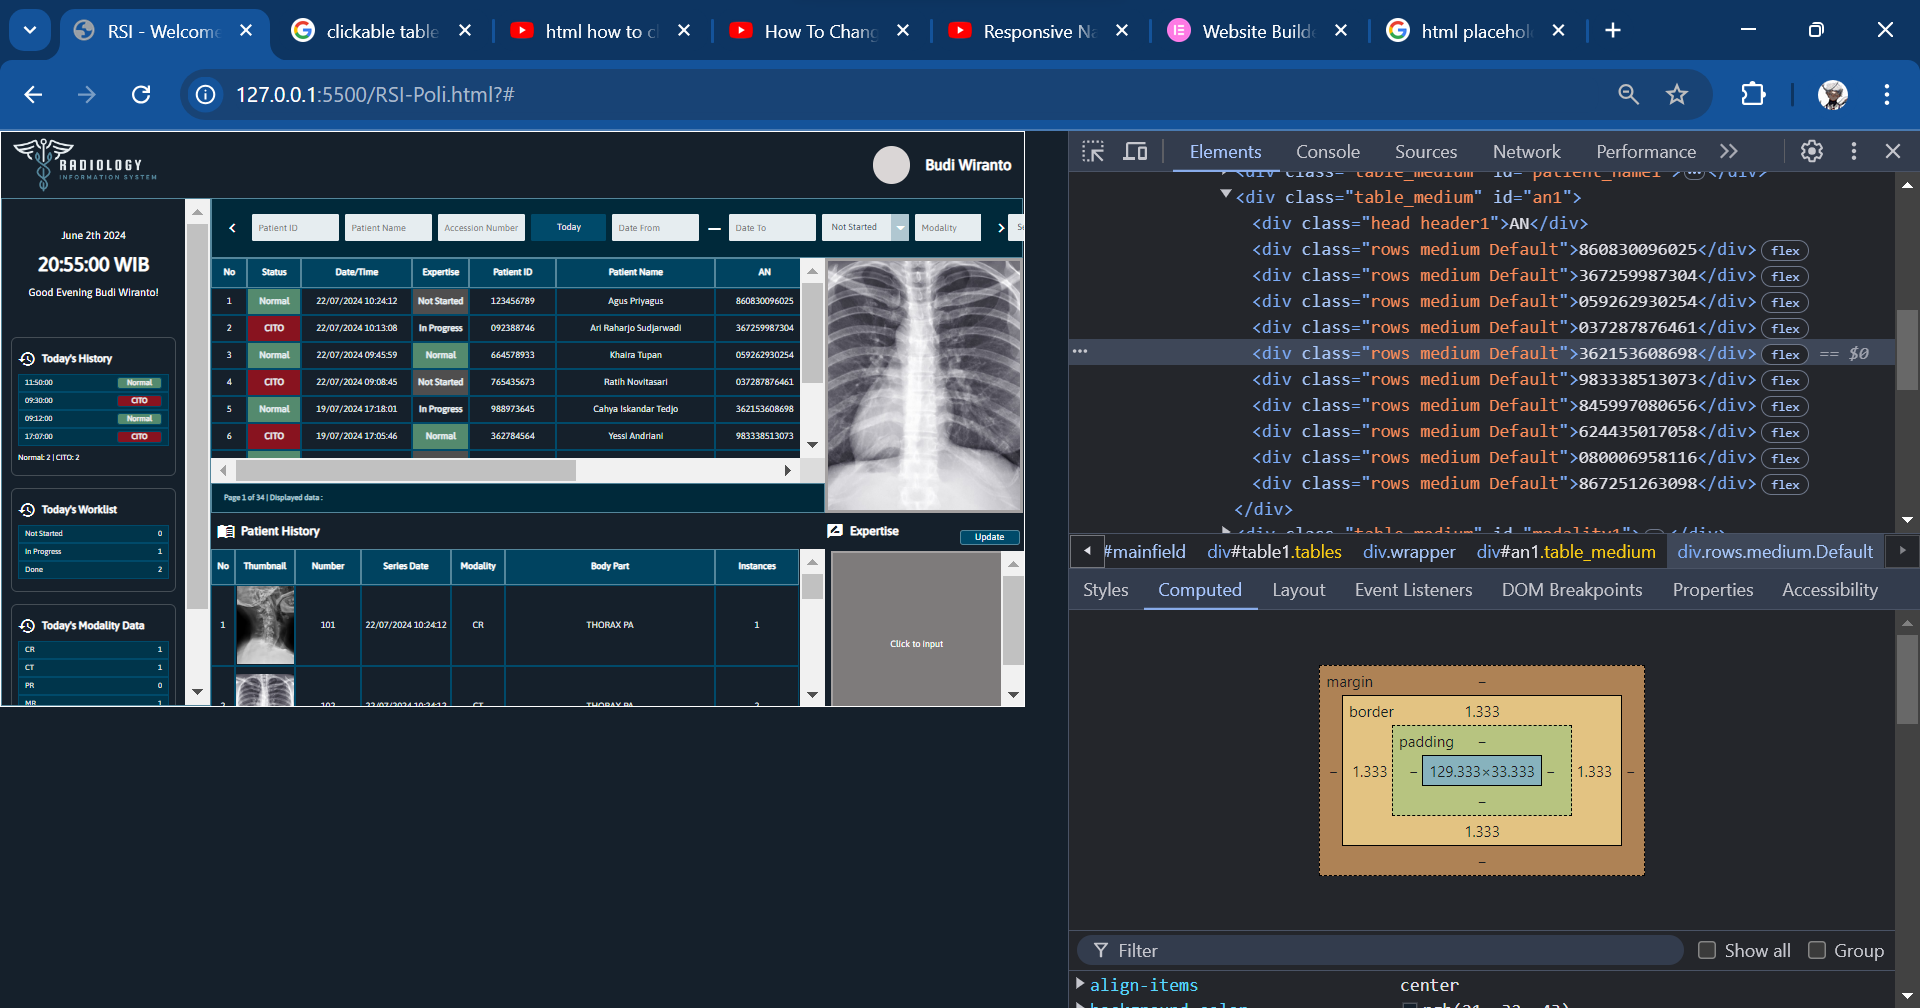 RSI - Welcome
clickable table
html how to cl
How To Chang
Responsive Na
Website Build
html placehol
127.0.0.1:5500/RSI-Poli.html?#
RADIOLOGY
INFORMATION SYSTEM
Budi Wiranto
June 2th 2024
20:55:00 WIB
Good Evening Budi Wiranto!
Today's History
11:50:00 Normal
09:30:00 CITO
09:12:00 Normal
17:07:00 CITO
Normal: 2 | CITO: 2
Today's Worklist
Not Started 0
In Progress 1
Done 2
Today's Modality Data
CR 1
CT 1
PR 0
MR 1
Patient ID Patient Name Accession Number Today Date From Date To Not Started Modality
No Status Date/Time Expertise Patient ID Patient Name AN
1 Normal 22/07/2024 10:24:12 Not Started 123456789 Agus Priyagus 860830096025
2 CITO 22/07/2024 10:13:08 In Progress 092388746 Ari Raharjo Sudjarwadi 367259987304
3 Normal 22/07/2024 09:45:59 Normal 664578933 Khaira Tupan 059262930254
4 CITO 22/07/2024 09:08:45 Not Started 765435673 Ratih Novitasari 037287876461
5 Normal 19/07/2024 17:18:01 In Progress 988973645 Cahya Iskandar Tedjo 362153608698
6 CITO 19/07/2024 17:05:46 Normal 362784564 Yessi Andriani 983338513073
Page 1 of 34 | Displayed data :
Patient History
No Thumbnail Number Series Date Modality Body Part Instances
1 101 22/07/2024 10:24:12 CR THORAX PA 1
2 102 22/07/2024 10:24:12 CT THORAX PA 2
Expertise
Update
Click to input
Elements Console Sources Network Performance
<div class="table_medium" id="patient_name1"> … </div>
<div class="table_medium" id="an1">
<div class="head header1">AN</div>
<div class="rows medium Default">860830096025</div> flex
<div class="rows medium Default">367259987304</div> flex
<div class="rows medium Default">059262930254</div> flex
<div class="rows medium Default">037287876461</div> flex
<div class="rows medium Default">362153608698</div> flex == $0
<div class="rows medium Default">983338513073</div> flex
<div class="rows medium Default">845997080656</div> flex
<div class="rows medium Default">624435017058</div> flex
<div class="rows medium Default">080006958116</div> flex
<div class="rows medium Default">867251263098</div> flex
</div>
<div class="table_medium" id="modality1"> … </div>
#mainfield div#table1.tables div.wrapper div#an1.table_medium div.rows.medium.Default
Styles Computed Layout Event Listeners DOM Breakpoints Properties Accessibility
margin –
border 1.333
padding –
– 1.333 – 129.333×33.333 – 1.333 –
–
1.333
–
Filter Show all Group
align-items center